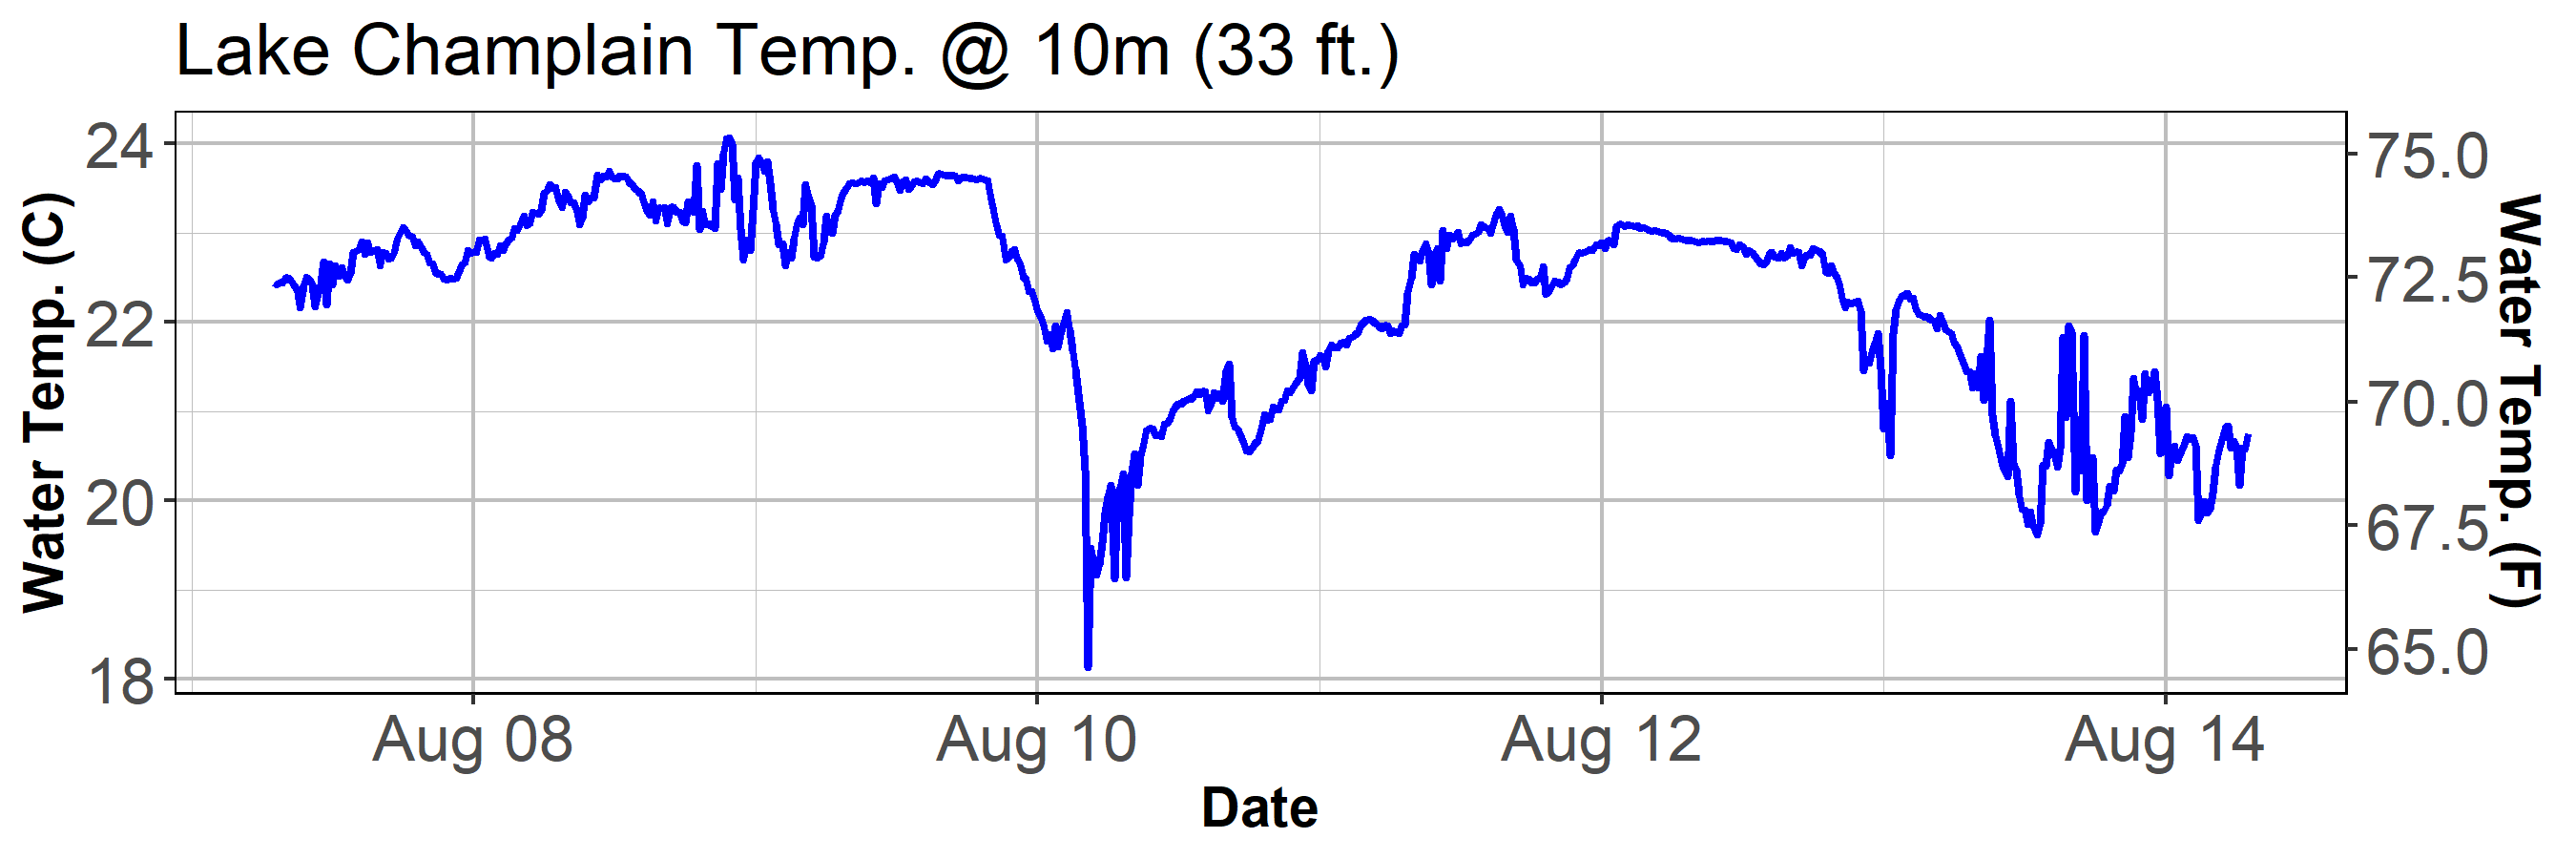 Lake Champlain Temp. @ 10m (33 ft.)
Water Temp. (C)
24
22
20
18
75.0
72.5
70.0
67.5
65.0
Water Temp. (F)
Aug 08
Aug 10
Aug 12
Aug 14
Date